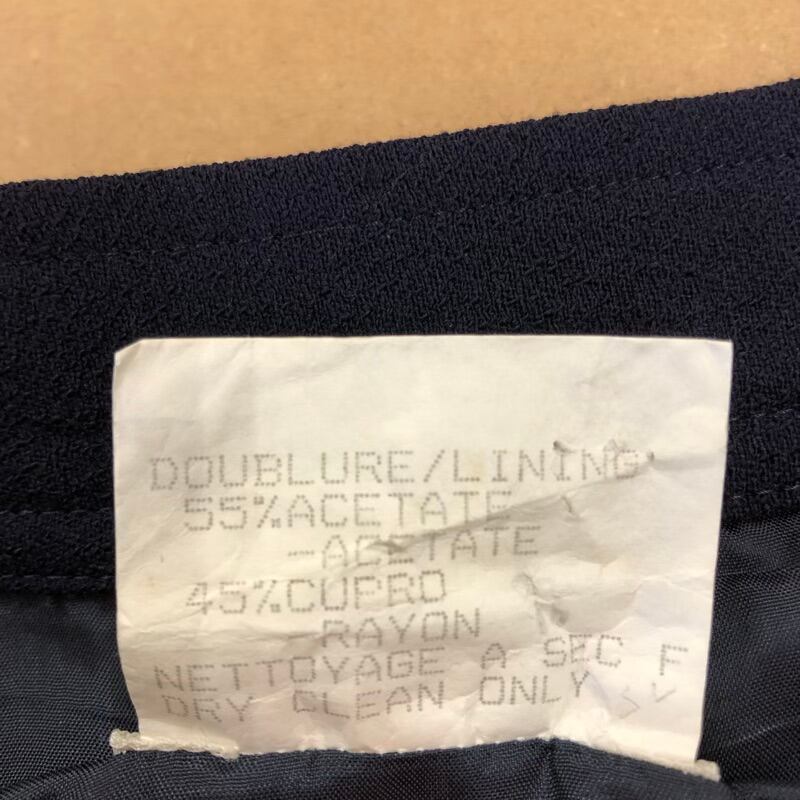 DOUBLURE/LINING
55%ACETATE
-ACETATE
45%CUPRO
RAYON
NETTOYAGE A SEC F
DRY CLEAN ONLY